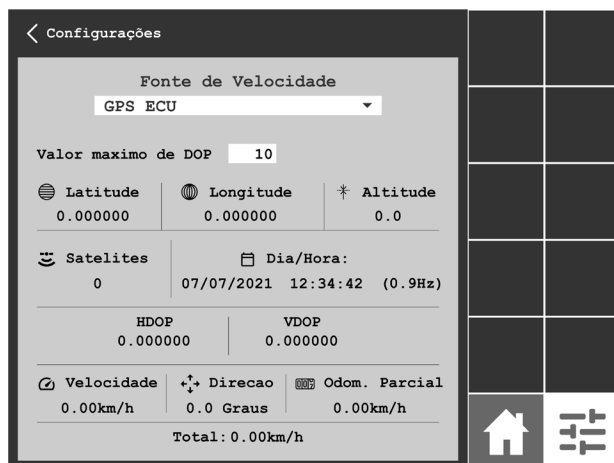 Configurações
Fonte de Velocidade
GPS ECU
Valor maximo de DOP 10
Latitude Longitude Altitude
0.000000 0.000000 0.0
Satelites Dia/Hora:
0 07/07/2021 12:34:42 (0.9Hz)
HDOP VDOP
0.000000 0.000000
Velocidade Direcao Odom. Parcial
0.00km/h 0.0 Graus 0.00km/h
Total: 0.00km/h